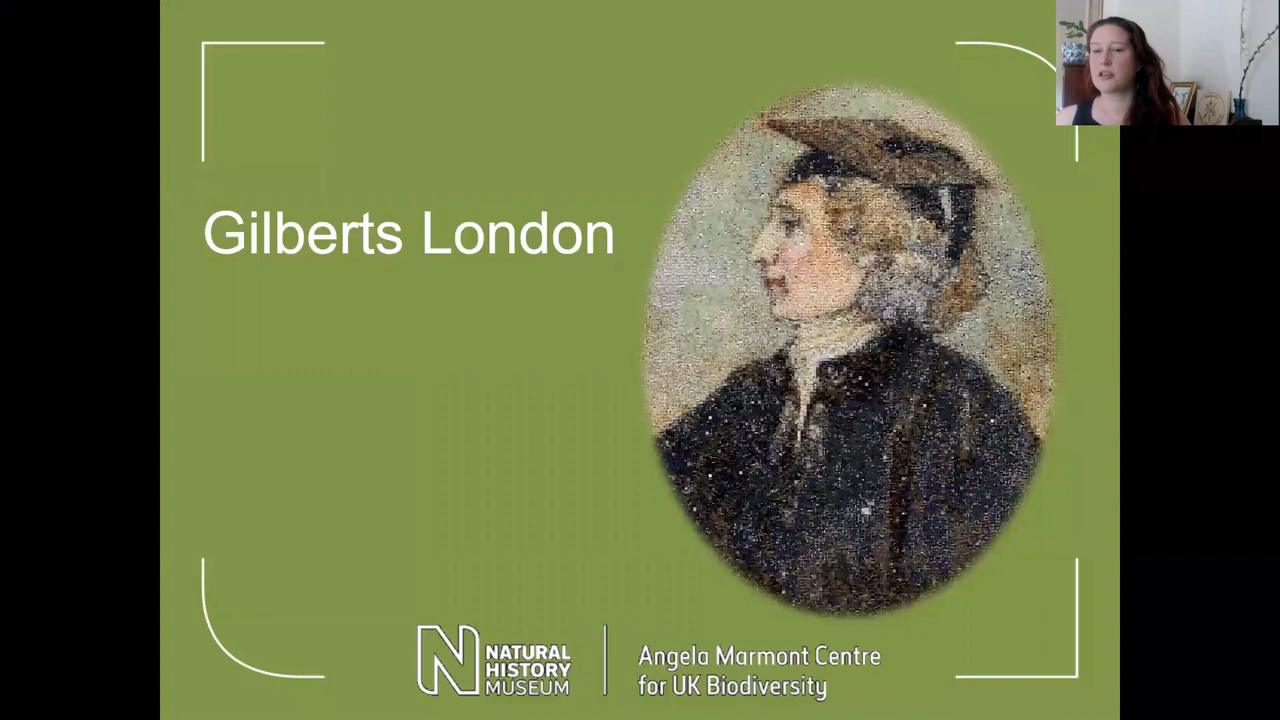 Gilberts London
NATURAL
HISTORY
MUSEUM
Angela Marmont Centre
for UK Biodiversity